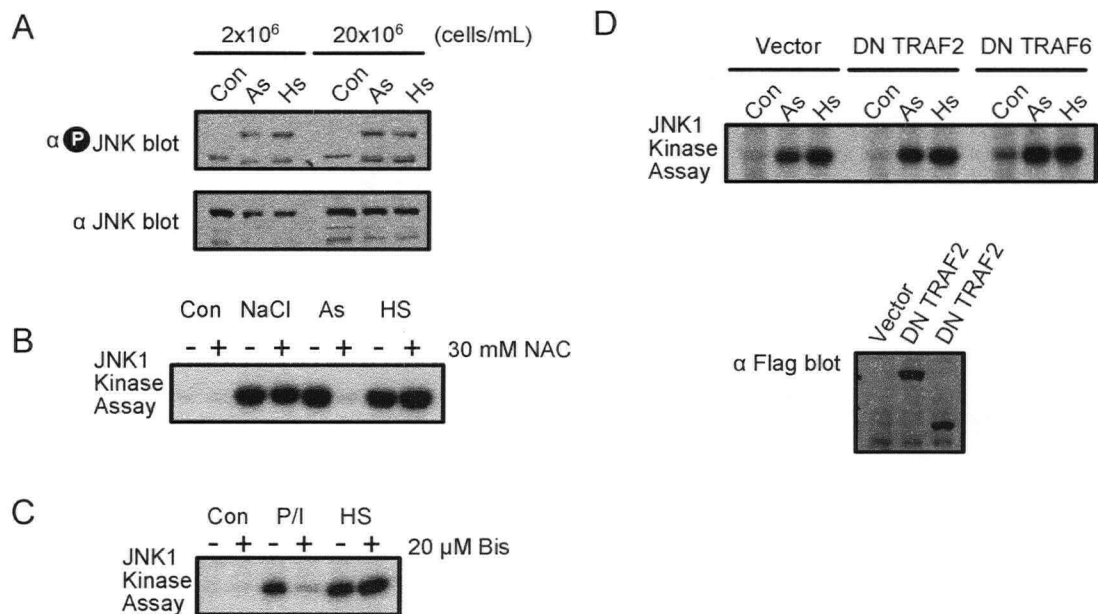 A
2x10⁶ 20x10⁶ (cells/mL)
Con As Hs Con As Hs
α P JNK blot
α JNK blot
B
Con NaCl As HS
- + - + - + - + 30 mM NAC
JNK1
Kinase
Assay
C
Con P/I HS
- + - + - + 20 µM Bis
JNK1
Kinase
Assay
D
Vector DN TRAF2 DN TRAF6
Con As Hs Con As Hs Con As Hs
JNK1
Kinase
Assay
Vector DN TRAF2 DN TRAF2
α Flag blot